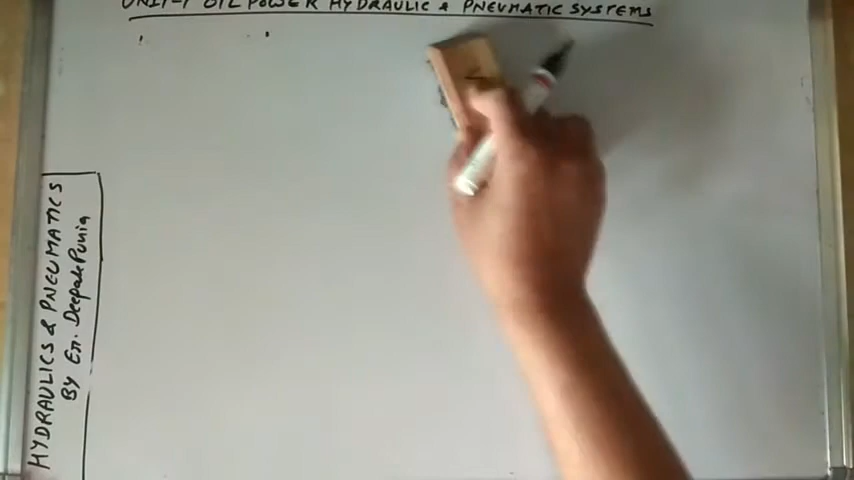 UNIT-1 OIL POWER HYDRAULIC & PNEUMATIC SYSTEMS
HYDRAULICS & PNEUMATICS
BY En. Deepak Punia